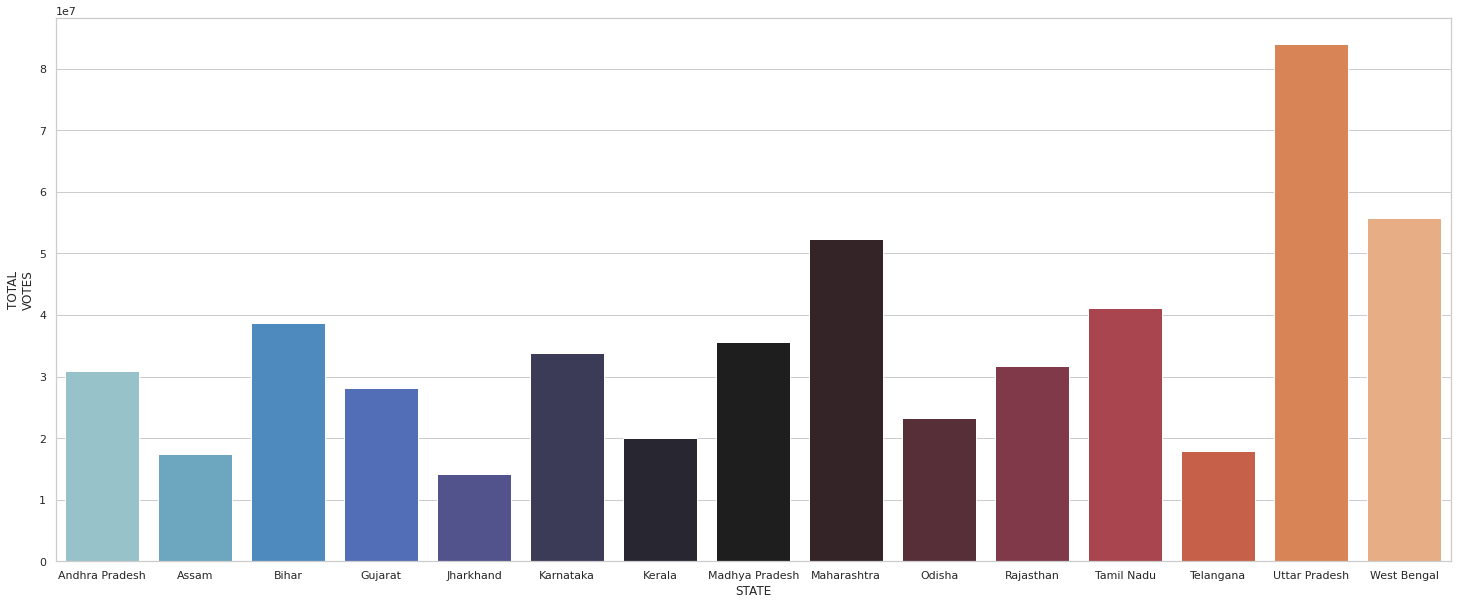 1e7
8
7
6
5
4
3
2
1
0
TOTAL
VOTES
Andhra Pradesh Assam Bihar Gujarat Jharkhand Karnataka Kerala Madhya Pradesh Maharashtra Odisha Rajasthan Tamil Nadu Telangana Uttar Pradesh West Bengal
STATE